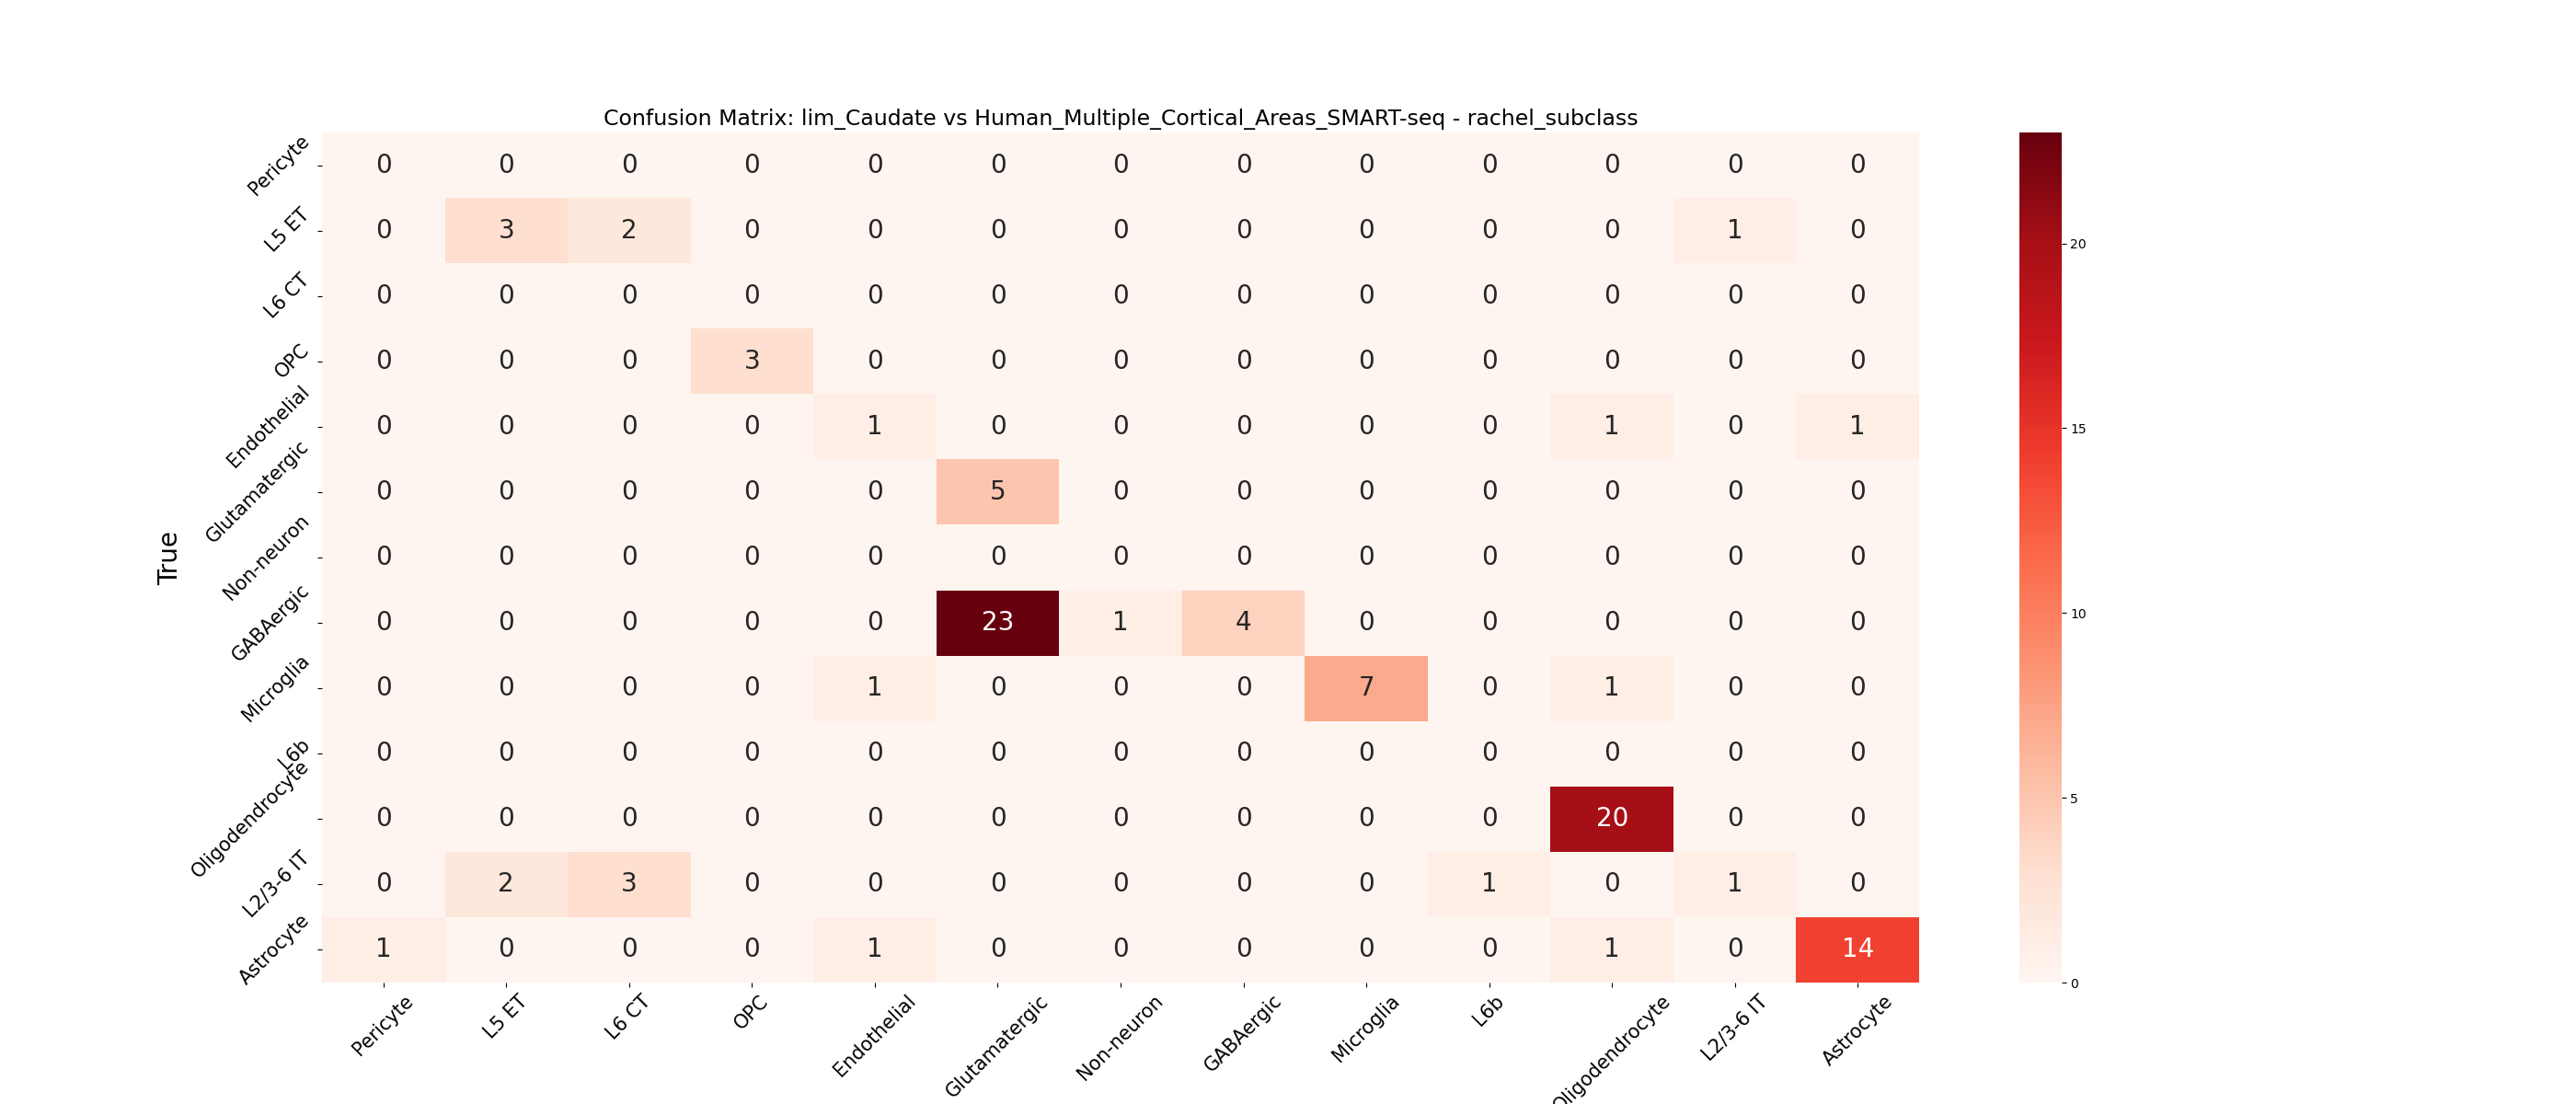 Confusion Matrix: lim_Caudate vs Human_Multiple_Cortical_Areas_SMART-seq - rachel_subclass
True
Pericyte 0 0 0 0 0 0 0 0 0 0 0 0 0
L5 ET 0 3 2 0 0 0 0 0 0 0 0 1 0
L6 CT 0 0 0 0 0 0 0 0 0 0 0 0 0
OPC 0 0 0 3 0 0 0 0 0 0 0 0 0
Endothelial 0 0 0 0 1 0 0 0 0 0 1 0 1
Glutamatergic 0 0 0 0 0 5 0 0 0 0 0 0 0
Non-neuron 0 0 0 0 0 0 0 0 0 0 0 0 0
GABAergic 0 0 0 0 0 23 1 4 0 0 0 0 0
Microglia 0 0 0 0 1 0 0 0 7 0 1 0 0
L6b 0 0 0 0 0 0 0 0 0 0 0 0 0
Oligodendrocyte 0 0 0 0 0 0 0 0 0 0 20 0 0
L2/3-6 IT 0 2 3 0 0 0 0 0 0 1 0 1 0
Astrocyte 1 0 0 0 1 0 0 0 0 0 1 0 14
Pericyte L5 ET L6 CT OPC Endothelial Glutamatergic Non-neuron GABAergic Microglia L6b Oligodendrocyte L2/3-6 IT Astrocyte
20
15
10
5
0